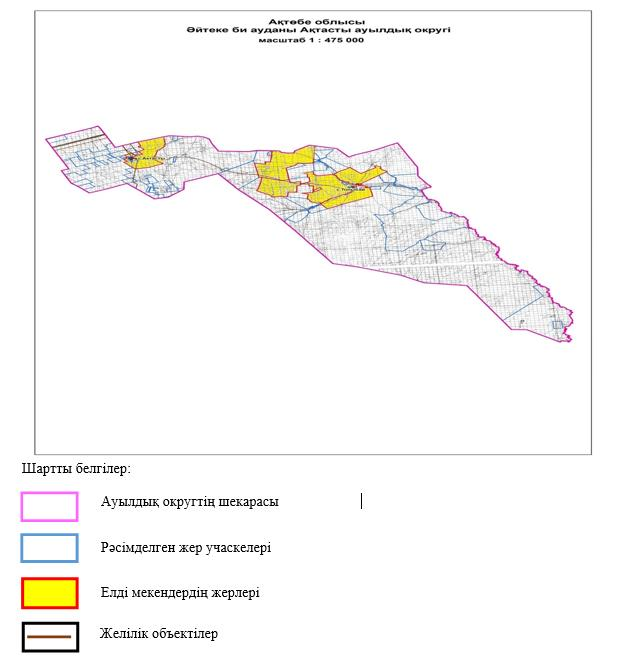 Ақтөбе облысы
Әйтеке би ауданы Ақтасты ауылдық округі
масштаб 1 : 475 000
Шартты белгілер:
Ауылдық округтің шекарасы
Рәсімделген жер учаскелері
Елді мекендердің жерлері
Желілік объектілер